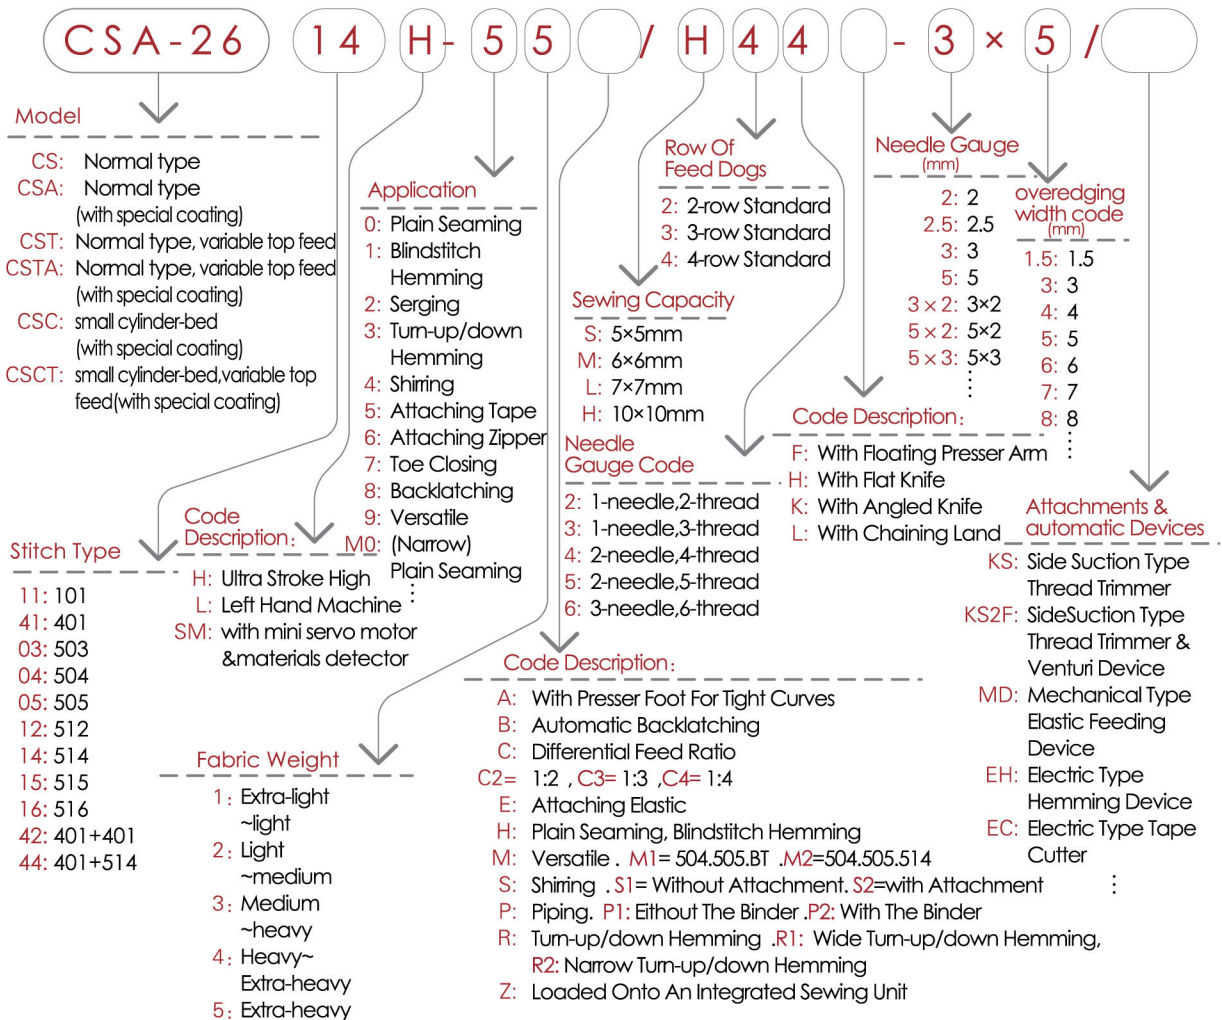 CSA-26 14 H - 5 5 / H 4 4 - 3 × 5 /
Model
CS: Normal type
CSA: Normal type
(with special coating)
CST: Normal type, variable top feed
CSTA: Normal type, variable top feed
(with special coating)
CSC: small cylinder-bed
(with special coating)
CSCT: small cylinder-bed,variable top
feed(with special coating)
Stitch Type
11: 101
41: 401
03: 503
04: 504
05: 505
12: 512
14: 514
15: 515
16: 516
42: 401+401
44: 401+514
Code
Description:
H: Ultra Stroke High
L: Left Hand Machine
SM: with mini servo motor
&materials detector
Application
0: Plain Seaming
1: Blindstitch
Hemming
2: Serging
3: Turn-up/down
Hemming
4: Shirring
5: Attaching Tape
6: Attaching Zipper
7: Toe Closing
8: Backlatching
9: Versatile
M0: (Narrow)
Plain Seaming
⋮
Fabric Weight
1: Extra-light
~light
2: Light
~medium
3: Medium
~heavy
4: Heavy~
Extra-heavy
5: Extra-heavy
Code Description:
A: With Presser Foot For Tight Curves
B: Automatic Backlatching
C: Differential Feed Ratio
C2= 1:2 , C3= 1:3 ,C4= 1:4
E: Attaching Elastic
H: Plain Seaming, Blindstitch Hemming
M: Versatile . M1= 504.505.BT .M2=504.505.514
S: Shirring . S1= Without Attachment. S2=with Attachment
P: Piping. P1: Eithout The Binder .P2: With The Binder
R: Turn-up/down Hemming .R1: Wide Turn-up/down Hemming,
R2: Narrow Turn-up/down Hemming
Z: Loaded Onto An Integrated Sewing Unit
Sewing Capacity
S: 5×5mm
M: 6×6mm
L: 7×7mm
H: 10×10mm
Row Of
Feed Dogs
2: 2-row Standard
3: 3-row Standard
4: 4-row Standard
Needle
Gauge Code
2: 1-needle,2-thread
3: 1-needle,3-thread
4: 2-needle,4-thread
5: 2-needle,5-thread
6: 3-needle,6-thread
Code Description:
F: With Floating Presser Arm
H: With Flat Knife
K: With Angled Knife
L: With Chaining Land
Needle Gauge
(mm)
2: 2
2.5: 2.5
3: 3
5: 5
3×2: 3×2
5×2: 5×2
5×3: 5×3
⋮
overedging
width code
(mm)
1.5: 1.5
3: 3
4: 4
5: 5
6: 6
7: 7
8: 8
⋮
Attachments &
automatic Devices
KS: Side Suction Type
Thread Trimmer
KS2F: SideSuction Type
Thread Trimmer &
Venturi Device
MD: Mechanical Type
Elastic Feeding
Device
EH: Electric Type
Hemming Device
EC: Electric Type Tape
Cutter
⋮